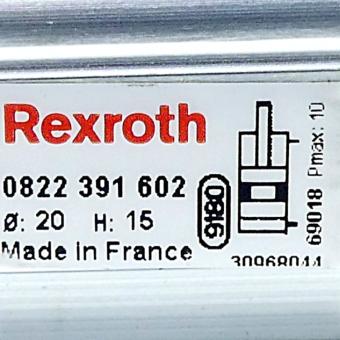 Rexroth
0822 391 602
Ø: 20 H: 15
Made in France
9180
69018 Pmax: 10
30968044